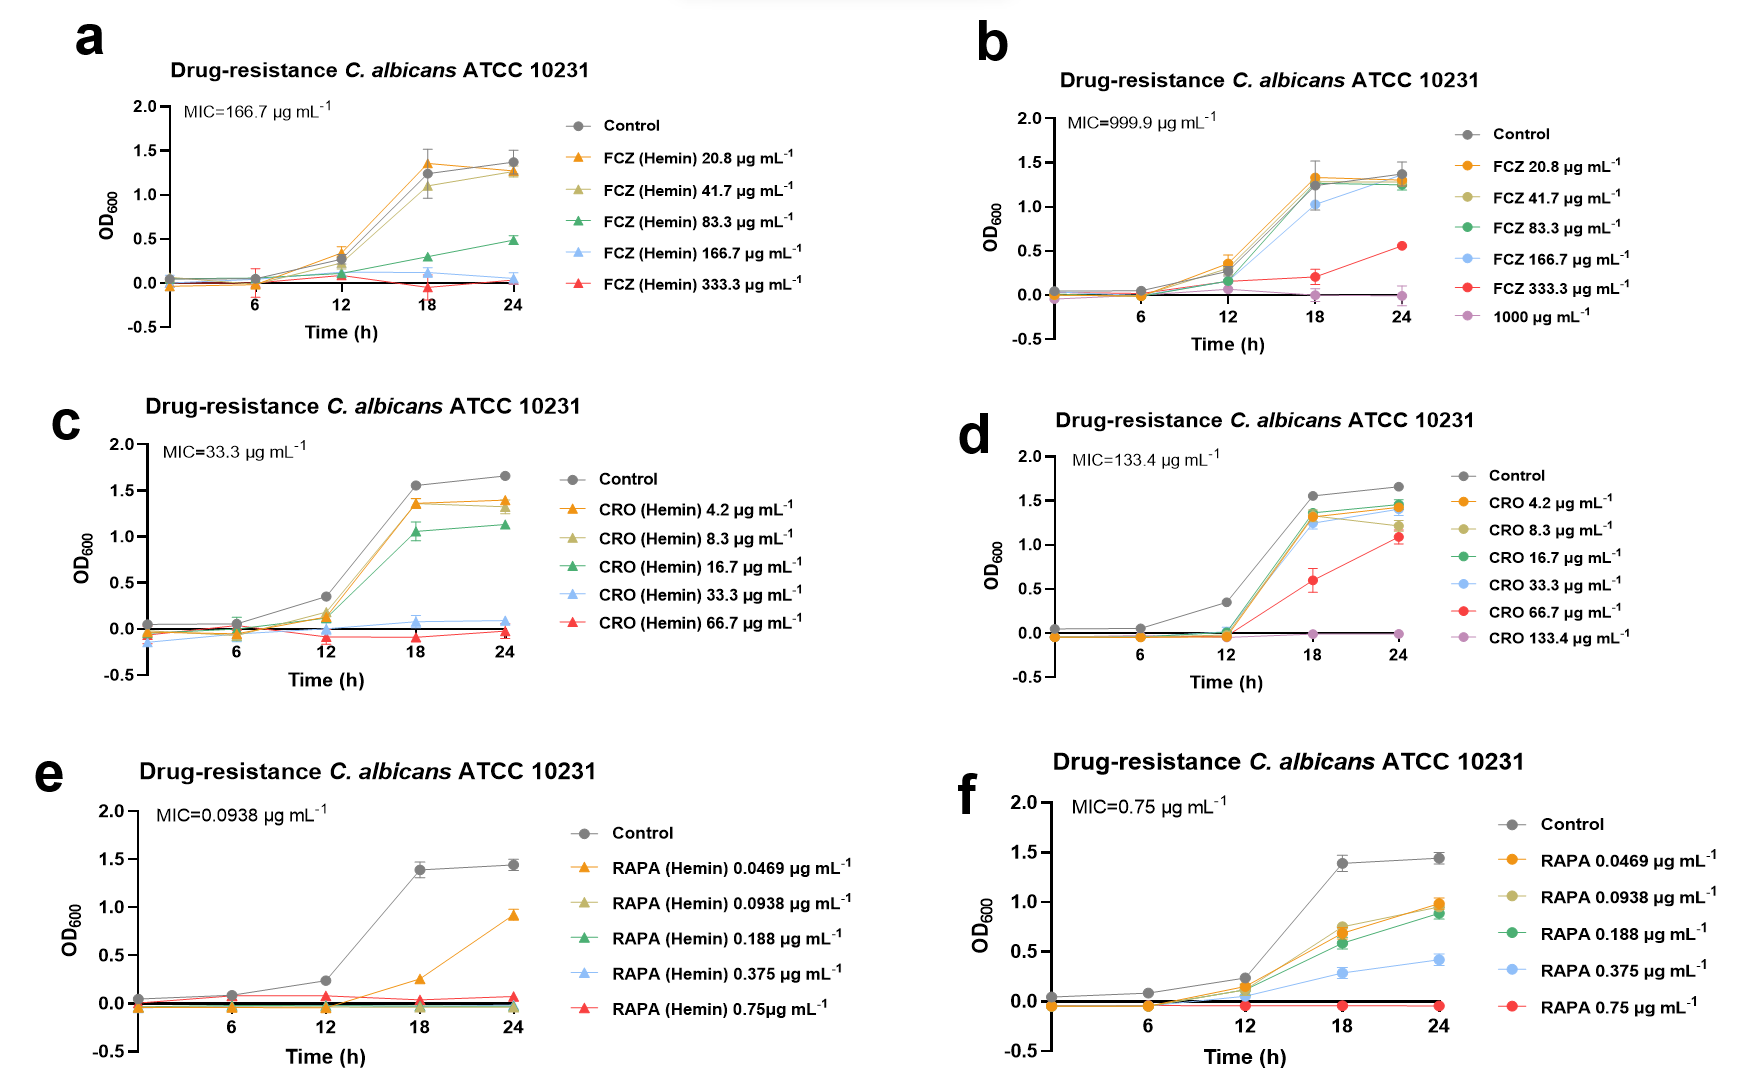 a
Drug-resistance C. albicans ATCC 10231
MIC=166.7 µg mL⁻¹
2.0
1.5
1.0
0.5
0.0
-0.5
OD₆₀₀
6
12
18
24
Time (h)
Control
FCZ (Hemin) 20.8 µg mL⁻¹
FCZ (Hemin) 41.7 µg mL⁻¹
FCZ (Hemin) 83.3 µg mL⁻¹
FCZ (Hemin) 166.7 µg mL⁻¹
FCZ (Hemin) 333.3 µg mL⁻¹
b
Drug-resistance C. albicans ATCC 10231
MIC=999.9 µg mL⁻¹
2.0
1.5
1.0
0.5
0.0
-0.5
OD₆₀₀
6
12
18
24
Time (h)
Control
FCZ 20.8 µg mL⁻¹
FCZ 41.7 µg mL⁻¹
FCZ 83.3 µg mL⁻¹
FCZ 166.7 µg mL⁻¹
FCZ 333.3 µg mL⁻¹
1000 µg mL⁻¹
c
Drug-resistance C. albicans ATCC 10231
MIC=33.3 µg mL⁻¹
2.0
1.5
1.0
0.5
0.0
-0.5
OD₆₀₀
6
12
18
24
Time (h)
Control
CRO (Hemin) 4.2 µg mL⁻¹
CRO (Hemin) 8.3 µg mL⁻¹
CRO (Hemin) 16.7 µg mL⁻¹
CRO (Hemin) 33.3 µg mL⁻¹
CRO (Hemin) 66.7 µg mL⁻¹
d
Drug-resistance C. albicans ATCC 10231
MIC=133.4 µg mL⁻¹
2.0
1.5
1.0
0.5
0.0
-0.5
OD₆₀₀
6
12
18
24
Time (h)
Control
CRO 4.2 µg mL⁻¹
CRO 8.3 µg mL⁻¹
CRO 16.7 µg mL⁻¹
CRO 33.3 µg mL⁻¹
CRO 66.7 µg mL⁻¹
CRO 133.4 µg mL⁻¹
e
Drug-resistance C. albicans ATCC 10231
MIC=0.0938 µg mL⁻¹
2.0
1.5
1.0
0.5
0.0
-0.5
OD₆₀₀
6
12
18
24
Time (h)
Control
RAPA (Hemin) 0.0469 µg mL⁻¹
RAPA (Hemin) 0.0938 µg mL⁻¹
RAPA (Hemin) 0.188 µg mL⁻¹
RAPA (Hemin) 0.375 µg mL⁻¹
RAPA (Hemin) 0.75µg mL⁻¹
f
Drug-resistance C. albicans ATCC 10231
MIC=0.75 µg mL⁻¹
2.0
1.5
1.0
0.5
0.0
-0.5
OD₆₀₀
6
12
18
24
Time (h)
Control
RAPA 0.0469 µg mL⁻¹
RAPA 0.0938 µg mL⁻¹
RAPA 0.188 µg mL⁻¹
RAPA 0.375 µg mL⁻¹
RAPA 0.75 µg mL⁻¹